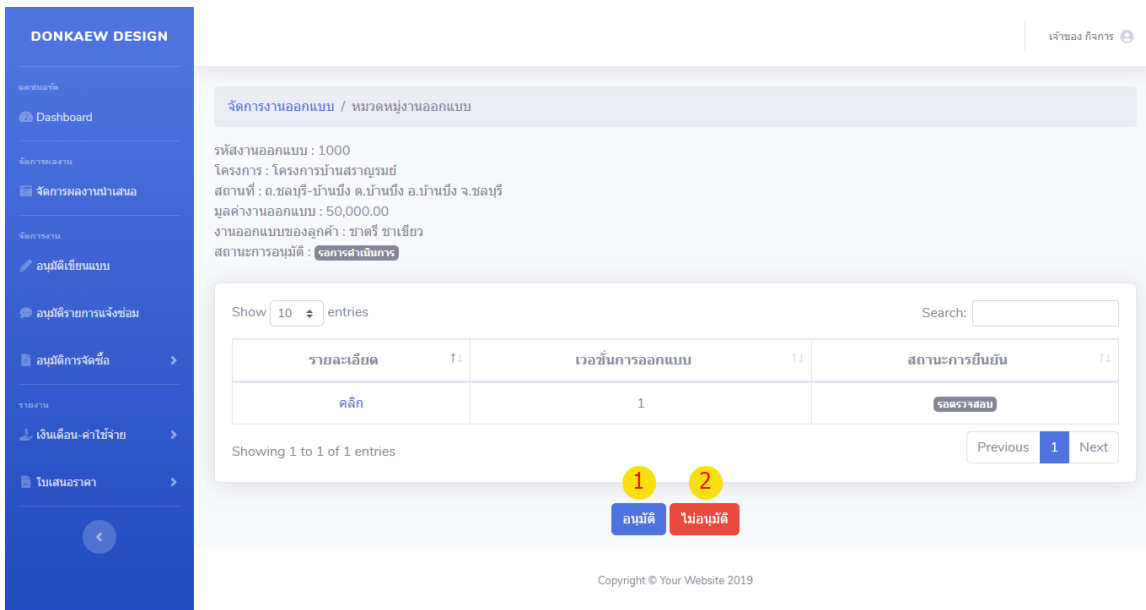 DONKAEW DESIGN
เจ้าของ กิจการ
แดชบอร์ด
Dashboard
จัดการผลงาน
จัดการผลงานนำเสนอ
จัดการงาน
อนุมัติเขียนแบบ
อนุมัติรายการแจ้งซ่อม
อนุมัติการจัดซื้อ
รายงาน
เงินเดือน-ค่าใช้จ่าย
ใบเสนอราคา
จัดการงานออกแบบ / หมวดหมู่งานออกแบบ
รหัสงานออกแบบ : 1000
โครงการ : โครงการบ้านสราญรมย์
สถานที่ : ถ.ชลบุรี-บ้านบึง ต.บ้านบึง อ.บ้านบึง จ.ชลบุรี
มูลค่างานออกแบบ : 50,000.00
งานออกแบบของลูกค้า : ชาตรี ชาเขียว
สถานะการอนุมัติ : รอการดำเนินการ
Show 10 entries
Search:
รายละเอียด เวอชั่นการออกแบบ สถานะการยืนยัน
คลิก 1 รอตรวจสอบ
Showing 1 to 1 of 1 entries
Previous 1 Next
1 2
อนุมัติ ไม่อนุมัติ
Copyright © Your Website 2019